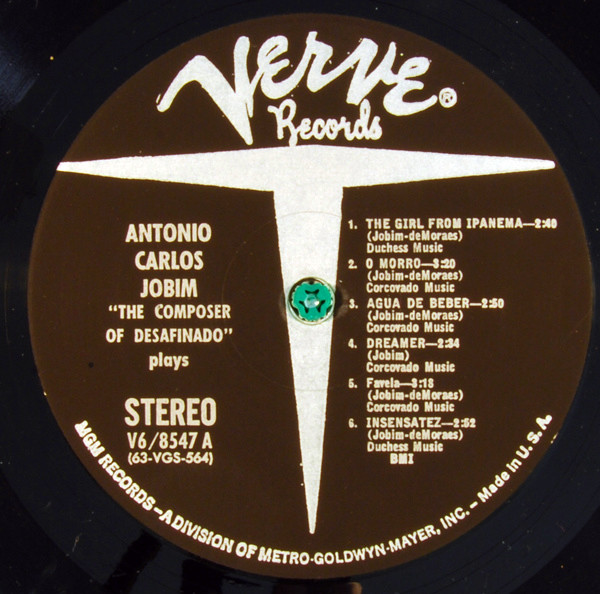 VERVE®
Records
ANTONIO
CARLOS
JOBIM
"THE COMPOSER
OF DESAFINADO"
plays
STEREO
V6/8547 A
(63-VGS-564)
1. THE GIRL FROM IPANEMA—2:40
(Jobim-deMoraes)
Duchess Music
2. O MORRO—3:20
(Jobim-deMoraes)
Corcovado Music
3. AGUA DE BEBER—2:50
(Jobim-deMoraes)
Corcovado Music
4. DREAMER—2:34
(Jobim)
Corcovado Music
5. Favela—3:18
(Jobim-deMoraes)
Corcovado Music
6. INSENSATEZ—2:52
(Jobim-deMoraes)
Duchess Music
BMI
MGM RECORDS—A DIVISION OF METRO-GOLDWYN-MAYER, INC.—Made in U.S.A.